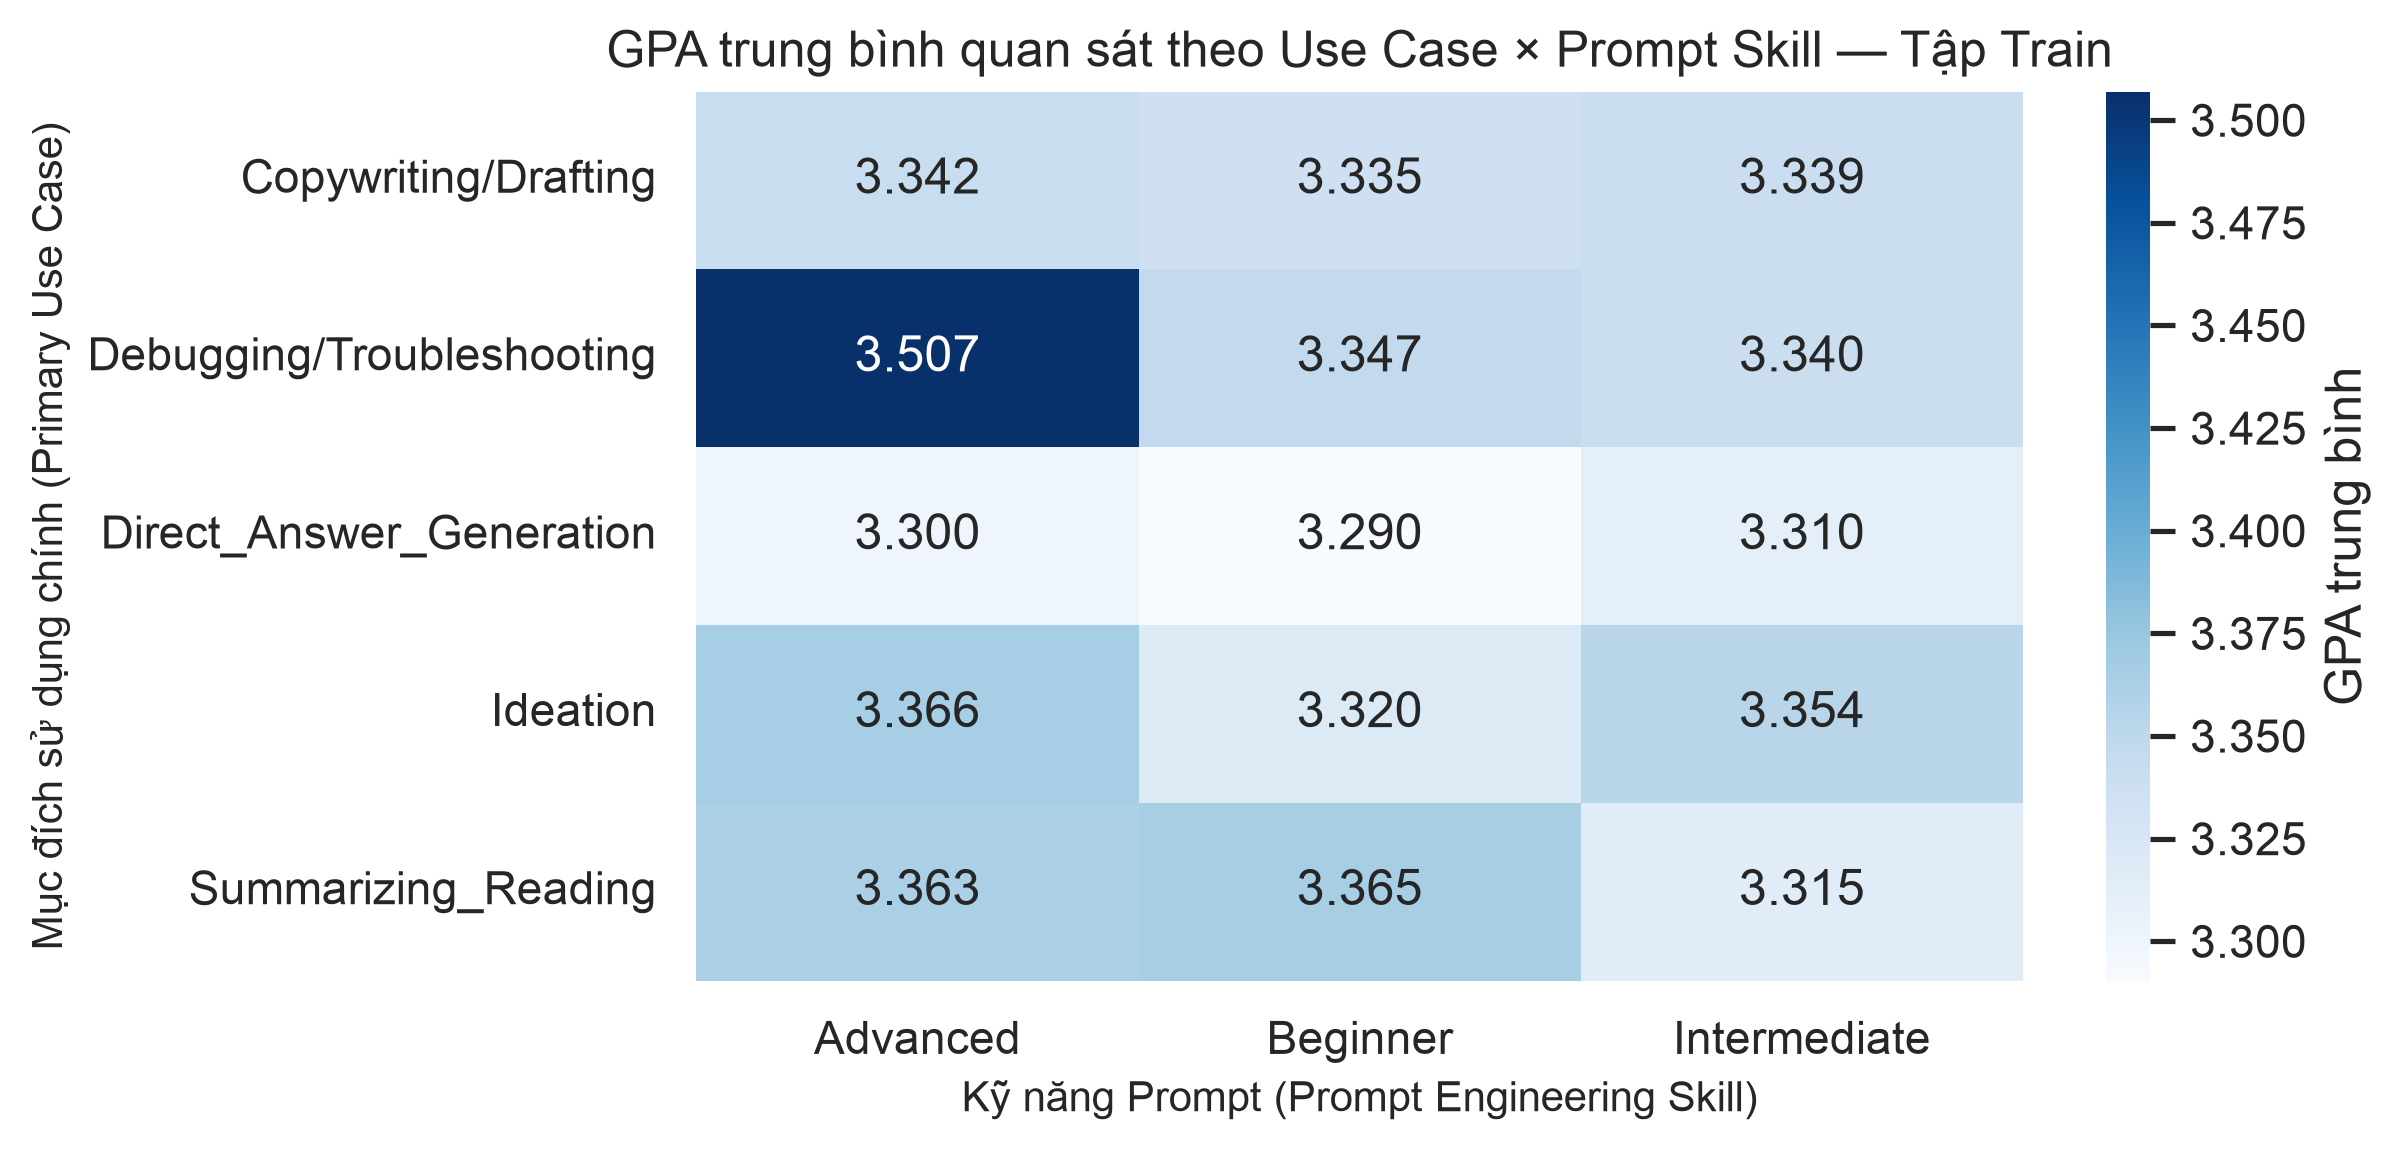 GPA trung bình quan sát theo Use Case × Prompt Skill — Tập Train
Mục đích sử dụng chính (Primary Use Case)
Copywriting/Drafting
3.342
3.335
3.339
Debugging/Troubleshooting
3.507
3.347
3.340
Direct_Answer_Generation
3.300
3.290
3.310
Ideation
3.366
3.320
3.354
Summarizing_Reading
3.363
3.365
3.315
Advanced
Beginner
Intermediate
Kỹ năng Prompt (Prompt Engineering Skill)
3.500
3.475
3.450
3.425
3.400
3.375
3.350
3.325
3.300
GPA trung bình